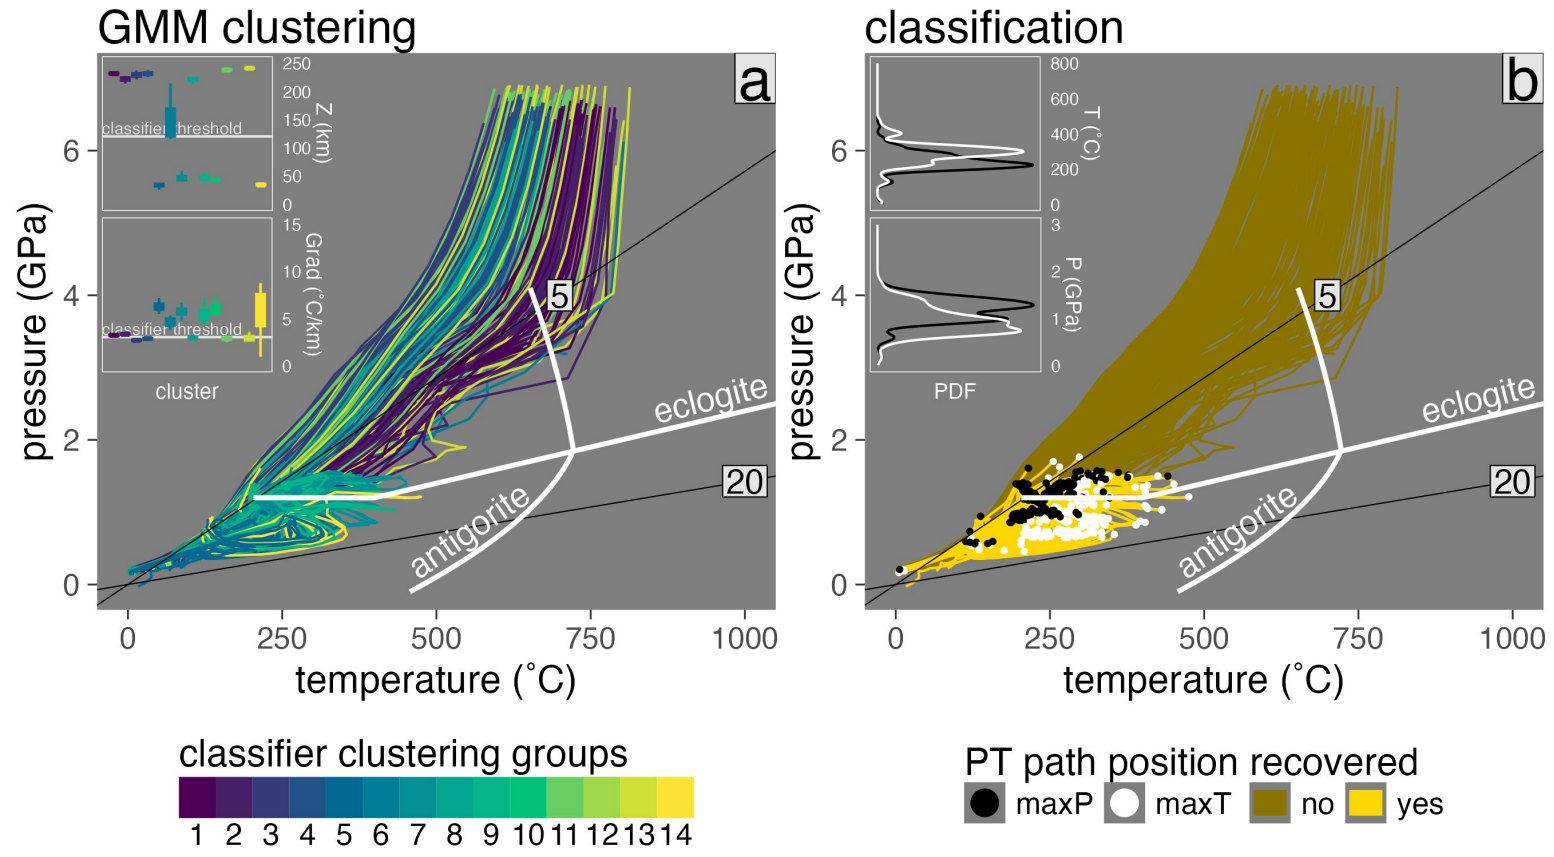 GMM clustering
a
250
200
150
100
50
0
Z (km)
classifier threshold
15
10
5
0
Grad (˚C/km)
classifier threshold
cluster
5
eclogite
20
antigorite
6
4
2
0
pressure (GPa)
0 250 500 750 1000
temperature (˚C)
classification
b
800
600
400
200
0
T (˚C)
3
2
1
0
P (GPa)
PDF
5
eclogite
20
antigorite
6
4
2
0
pressure (GPa)
0 250 500 750 1000
temperature (˚C)
classifier clustering groups
1 2 3 4 5 6 7 8 9 10 11 12 13 14
PT path position recovered
maxP maxT no yes